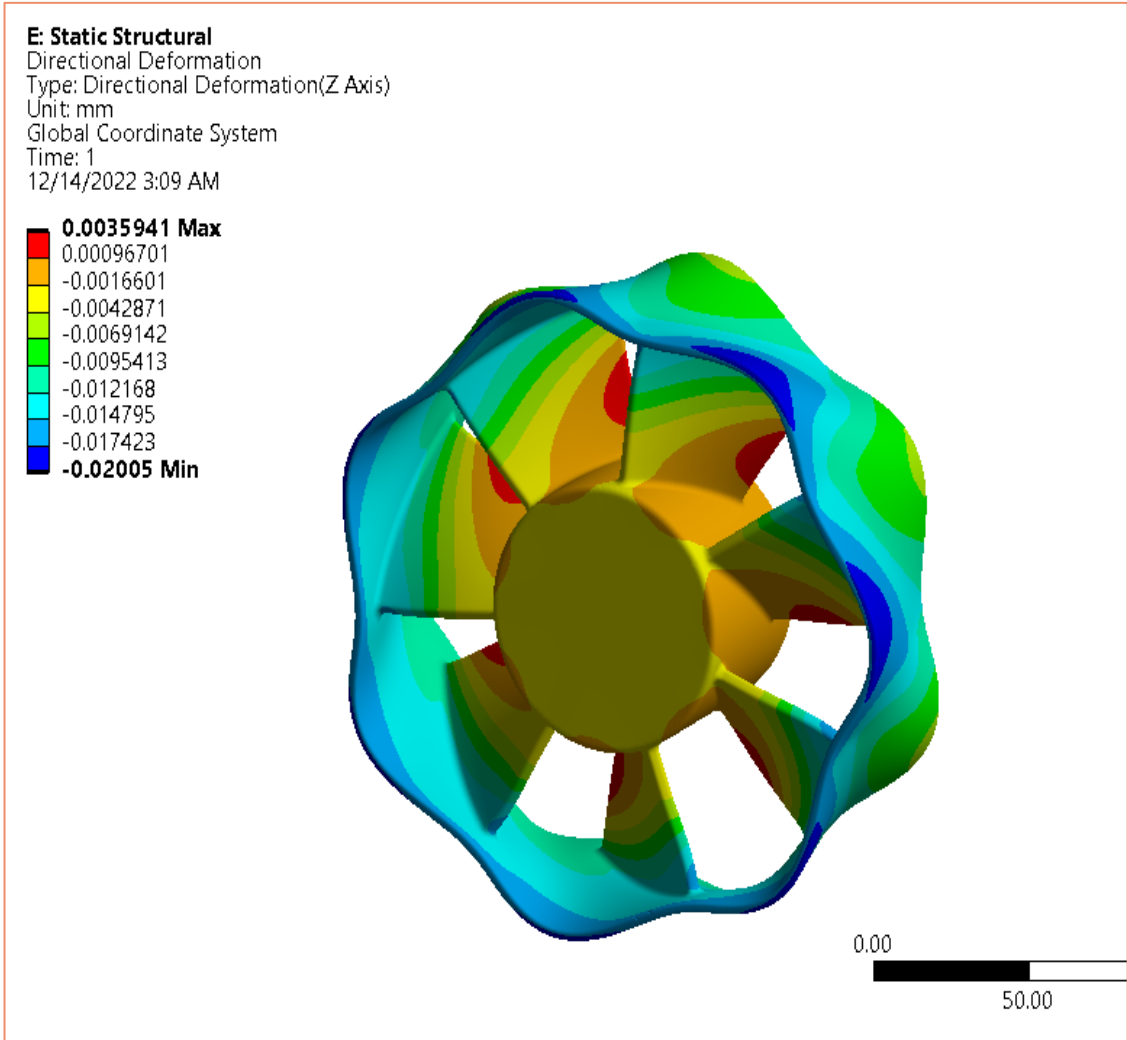 E: Static Structural
Directional Deformation
Type: Directional Deformation(Z Axis)
Unit: mm
Global Coordinate System
Time: 1
12/14/2022 3:09 AM
0.0035941 Max
0.00096701
-0.0016601
-0.0042871
-0.0069142
-0.0095413
-0.012168
-0.014795
-0.017423
-0.02005 Min
0.00
50.00